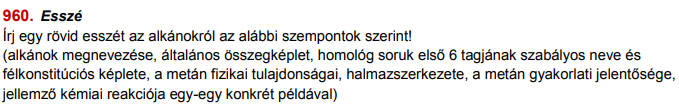 960. Esszé
Írj egy rövid esszét az alkánokról az alábbi szempontok szerint!
(alkánok megnevezése, általános összegképlet, homológ soruk első 6 tagjának szabályos neve és
félkonstitúciós képlete, a metán fizikai tulajdonságai, halmazszerkezete, a metán gyakorlati jelentősége,
jellemző kémiai reakciója egy-egy konkrét példával)